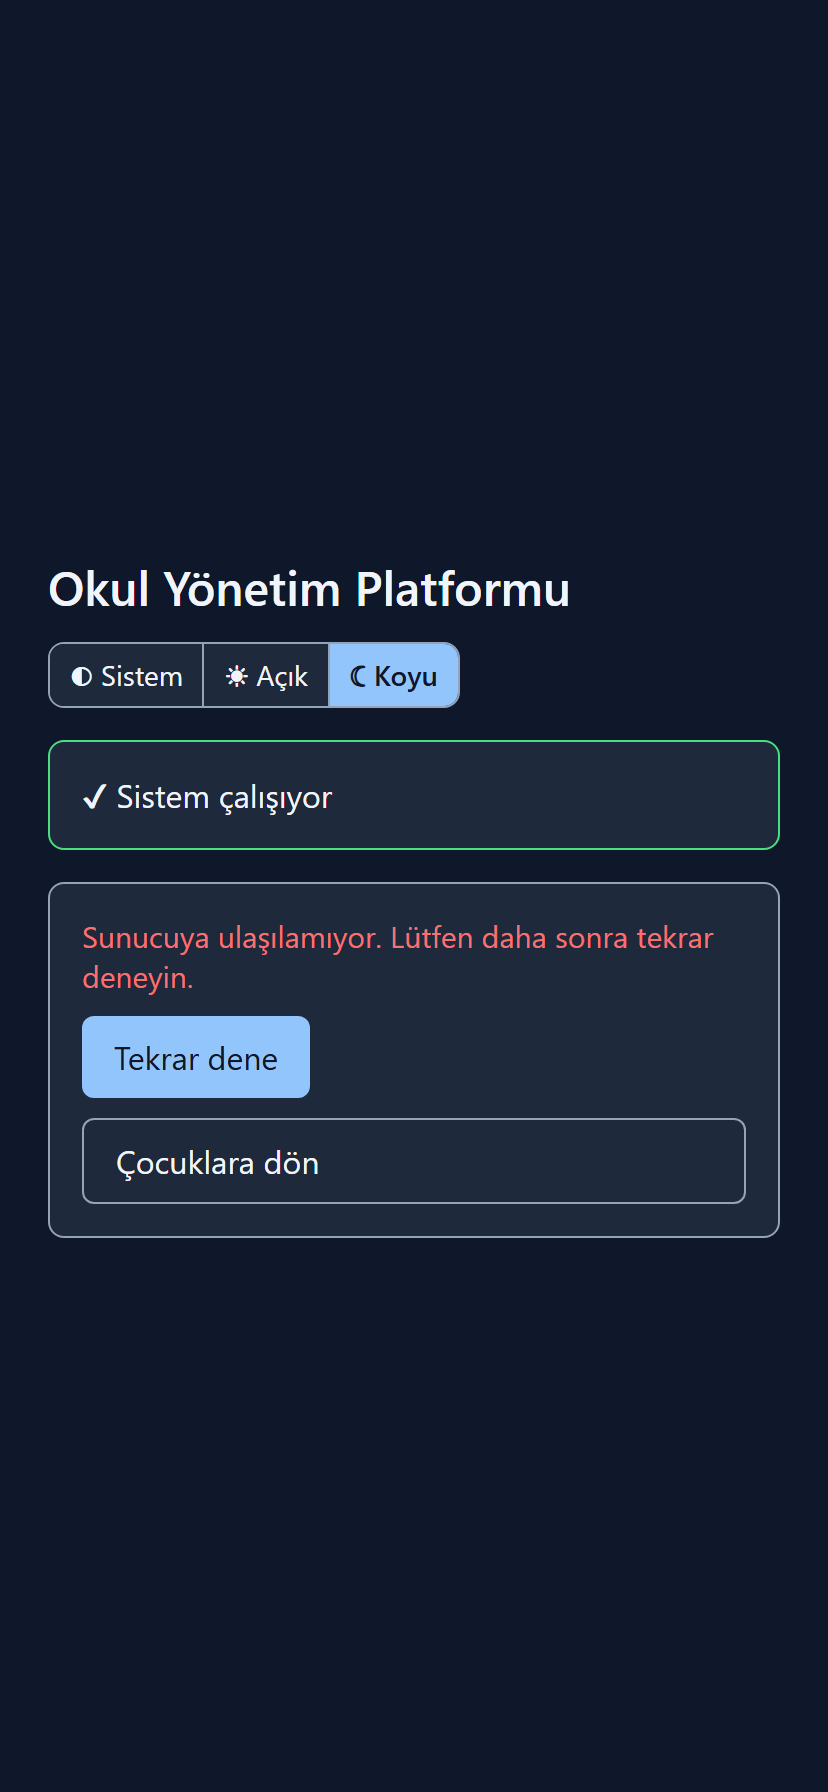 Okul Yönetim Platformu
Sistem
Açık
Koyu
Sistem çalışıyor
Sunucuya ulaşılamıyor. Lütfen daha sonra tekrar
deneyin.
Tekrar dene
Çocuklara dön